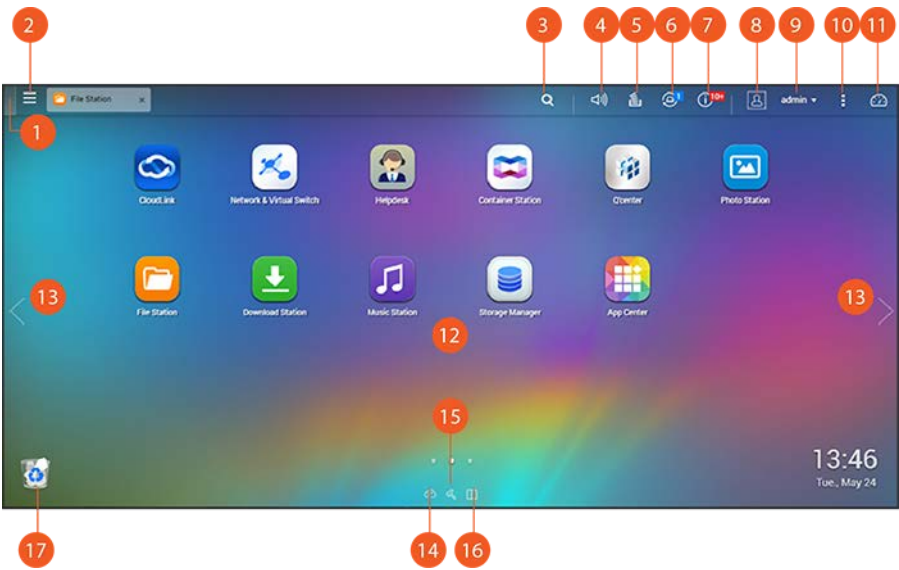 2
3
4
5
6
7
8
9
10
11
File Station x
1
10+
admin
1
CloudLink
Network & Virtual Switch
Helpdesk
Container Station
Q'center
Photo Station
13
13
File Station
Download Station
Music Station
Storage Manager
App Center
12
15
13:46
Tue., May 24
17
14
16